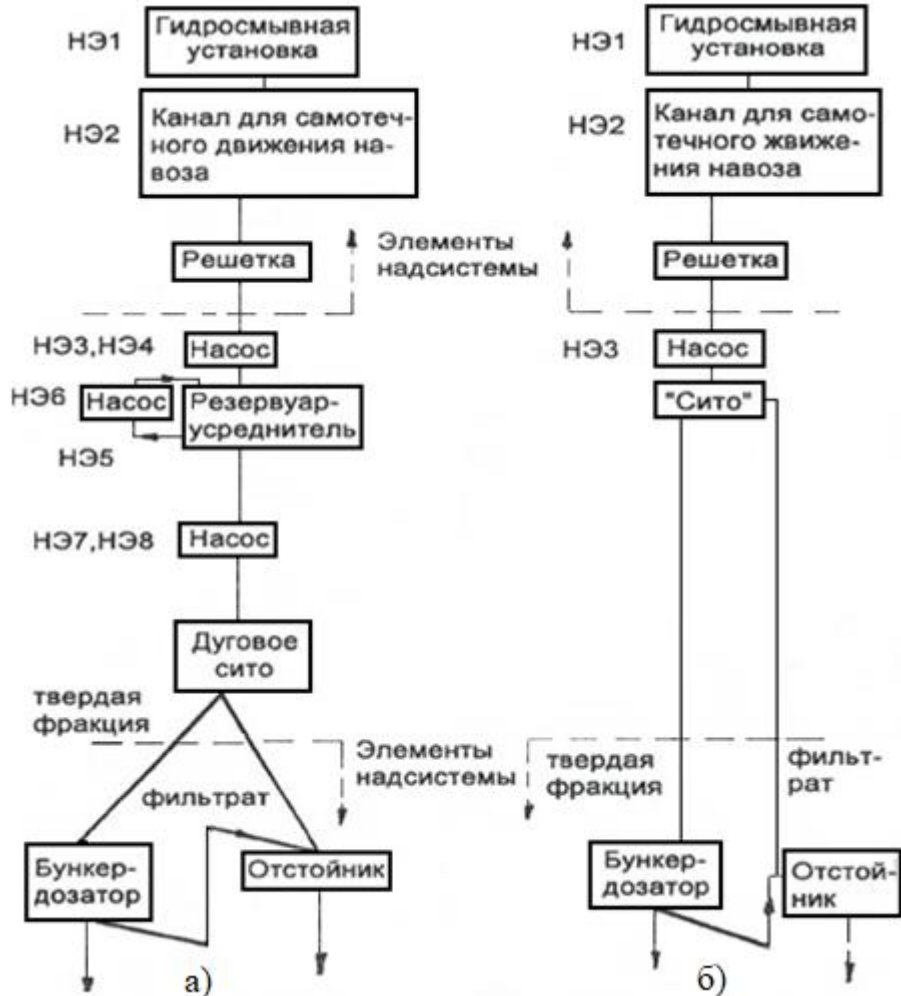 НЭ1
Гидросмывная
установка
НЭ2
Канал для самотеч-
ного движения на-
воза
Решетка
Элементы
надсистемы
НЭ3,НЭ4
Насос
НЭ6
Насос
Резервуар-
усреднитель
НЭ5
НЭ7,НЭ8
Насос
Дуговое
сито
твердая
фракция
Элементы
надсистемы
фильтрат
Бункер-
дозатор
Отстойник
а)
НЭ1
Гидросмывная
установка
НЭ2
Канал для само-
течного жвиже-
ния навоза
Решетка
НЭ3
Насос
"Сито"
твердая
фракция
фильт-
рат
Бункер-
дозатор
Отстой-
ник
б)